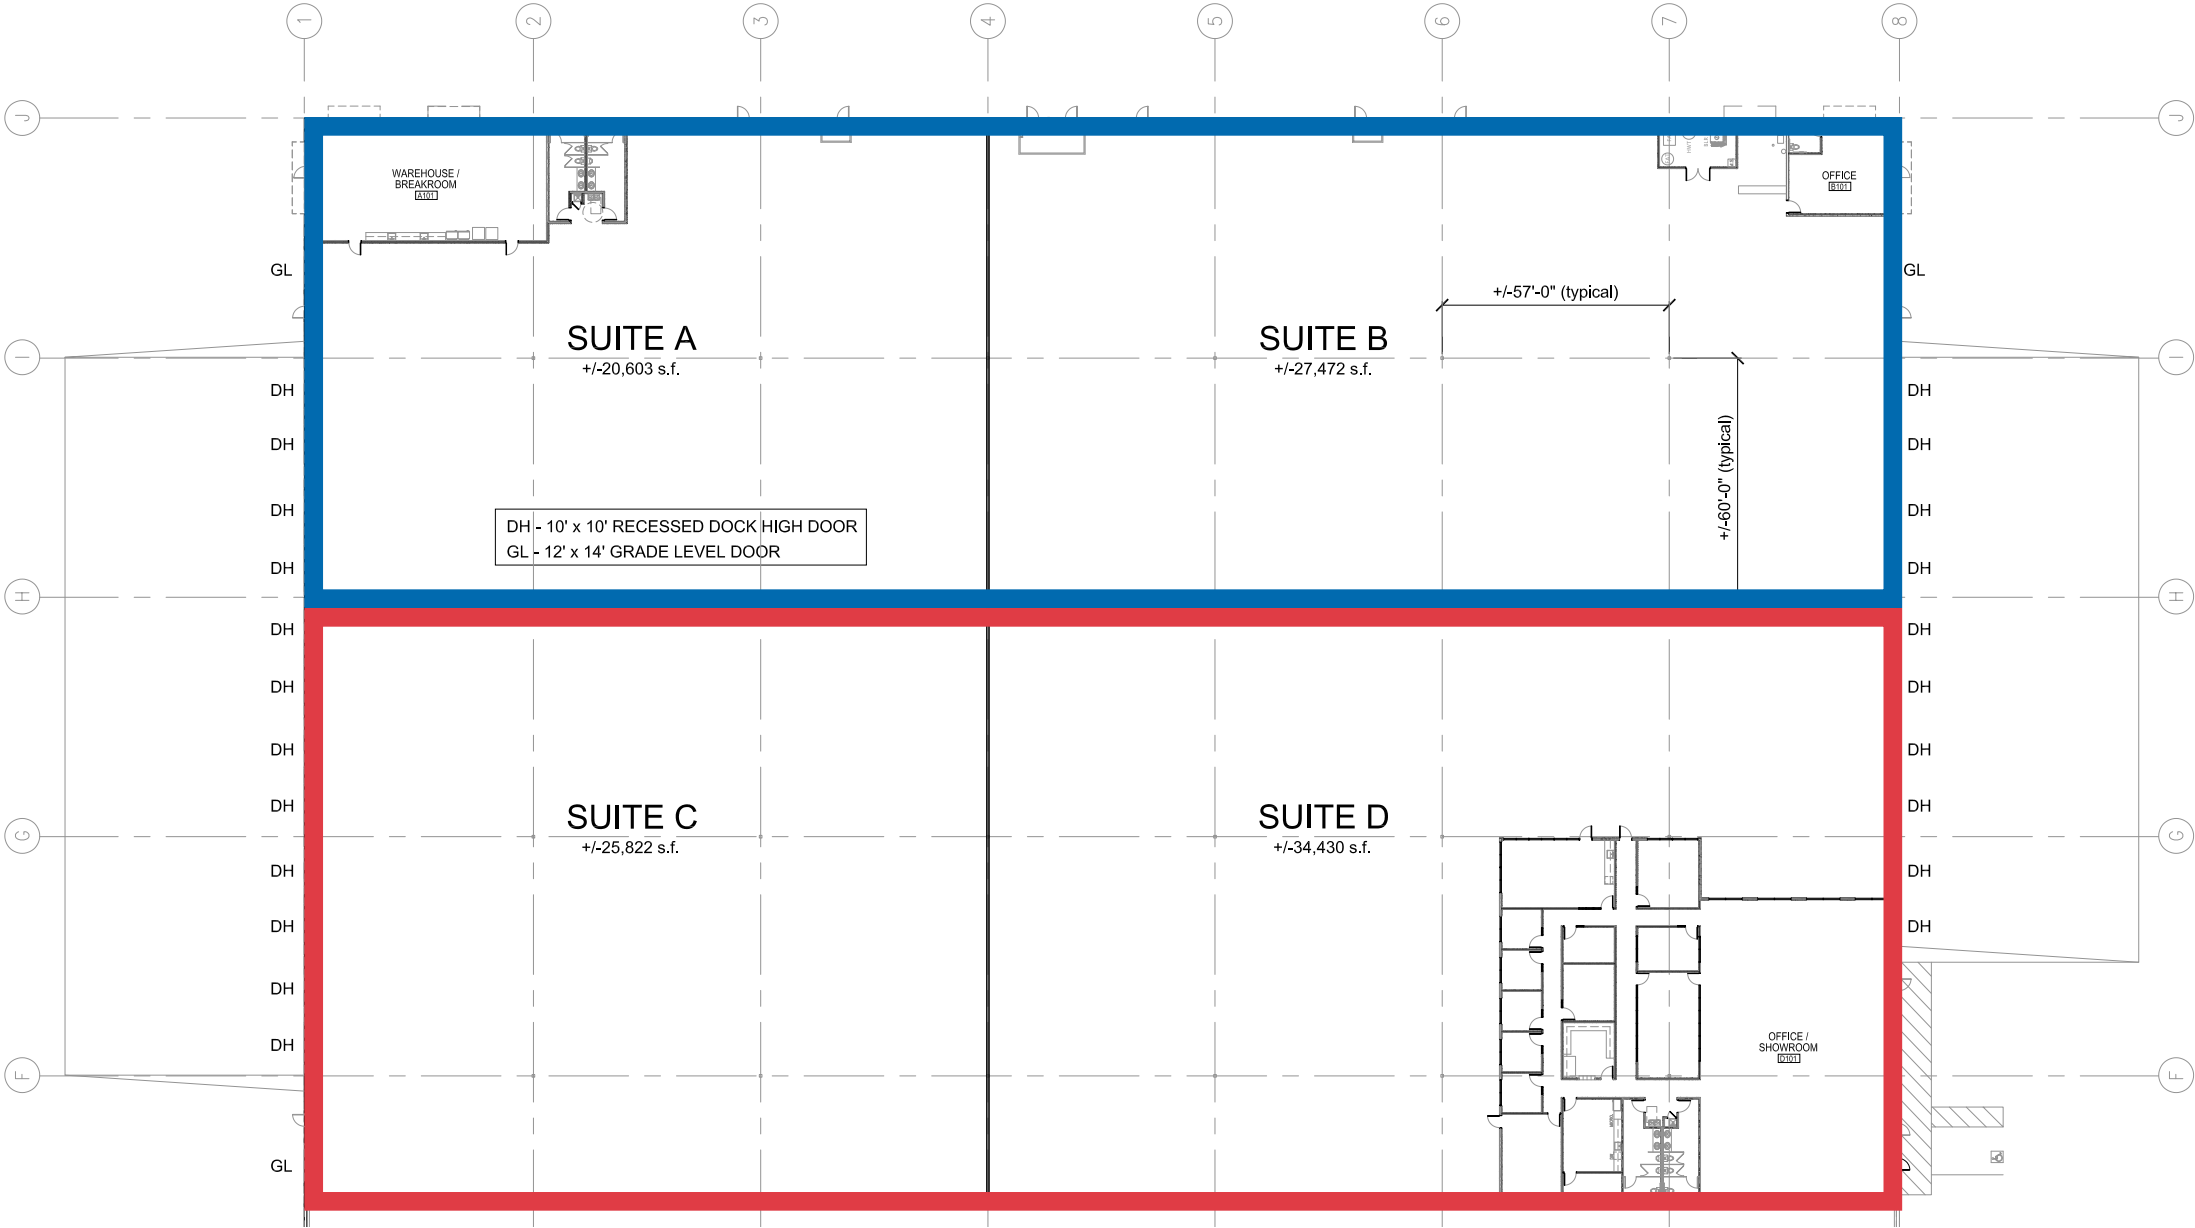 1 2 3 4 5 6 7 8
J J
WAREHOUSE /
BREAKROOM
A101
OFFICE
B101
GL GL
+/-57'-0" (typical)
SUITE A
+/-20,603 s.f.
SUITE B
+/-27,472 s.f.
I I
DH DH
DH DH
+/-60'-0" (typical)
DH DH
DH - 10' x 10' RECESSED DOCK HIGH DOOR
GL - 12' x 14' GRADE LEVEL DOOR
DH DH
H H
DH DH
DH DH
DH DH
DH DH
SUITE C
+/-25,822 s.f.
SUITE D
+/-34,430 s.f.
G G
DH DH
DH DH
DH
OFFICE /
SHOWROOM
D101
DH
F F
GL